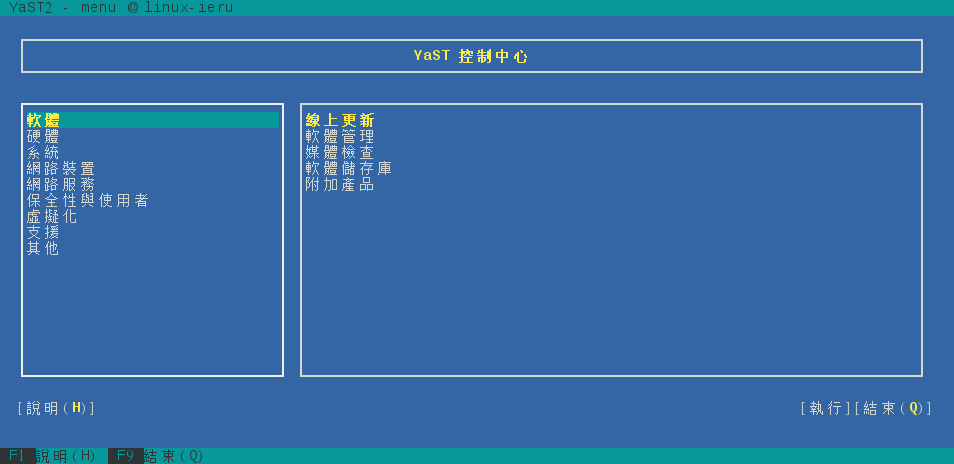 YaST2 - menu @ linux-ieru
YaST 控制中心
軟體
硬體
系統
網路裝置
網路服務
保全性與使用者
虛擬化
支援
其他
線上更新
軟體管理
媒體檢查
軟體儲存庫
附加產品
[說明(H)] [執行][結束(Q)]
F1 說明(H) F9 結束(Q)